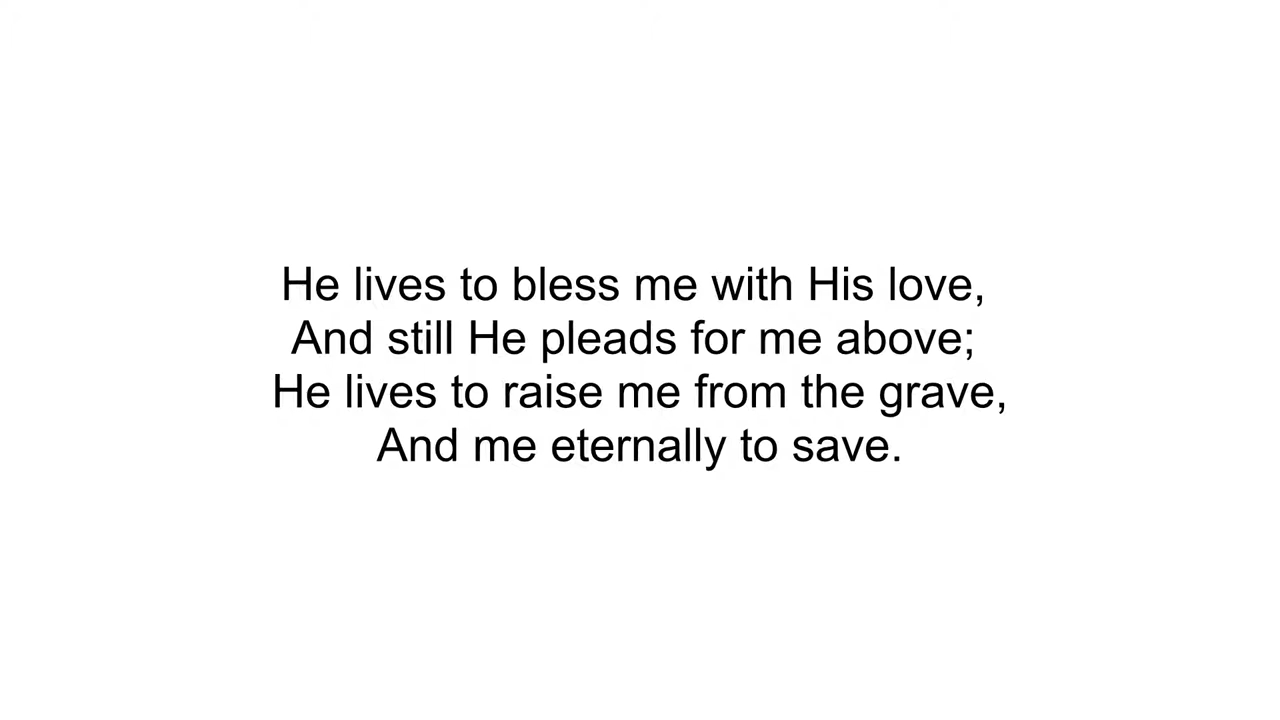 He lives to bless me with His love,
And still He pleads for me above;
He lives to raise me from the grave,
And me eternally to save.